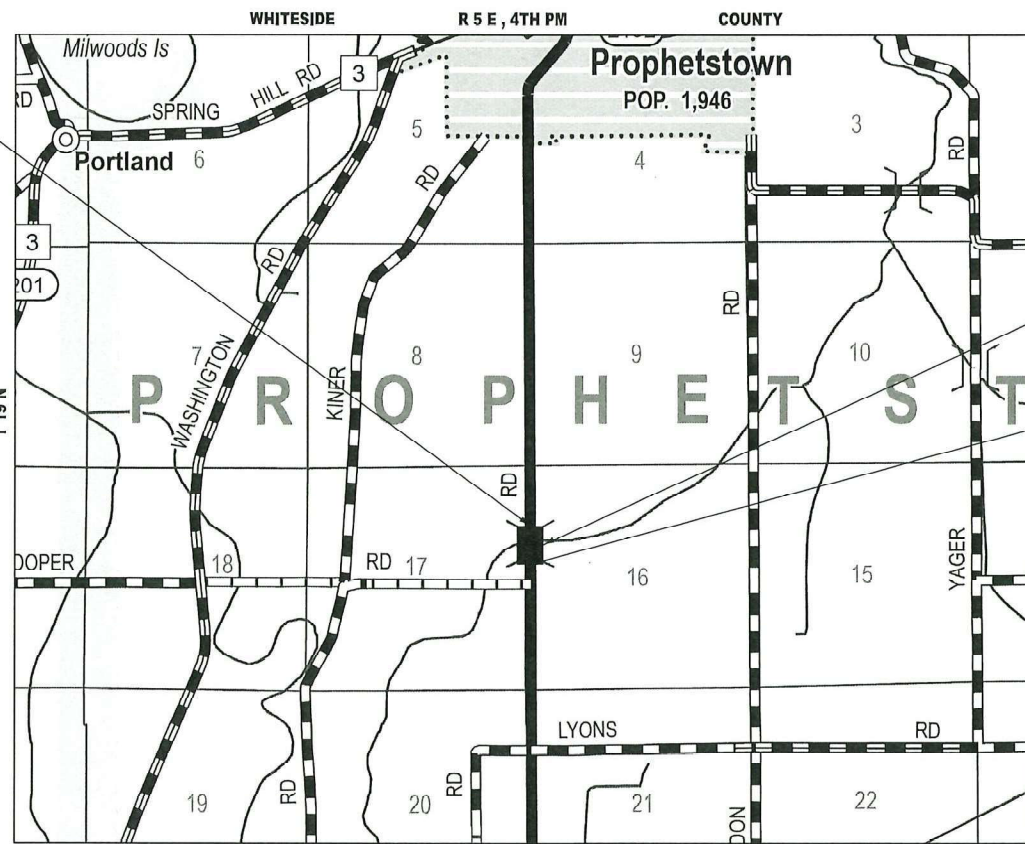 WHITESIDE R 5 E , 4TH PM COUNTY
Milwoods Is
RD
SPRING HILL RD
3
Prophetstown
POP. 1,946
Portland
6
5
4
3
RD
RD
3
201
RD
RD
7
8
9
10
WASHINGTON
KINER
P R O P H E T S T
T 19 N
RD
OOPER
18
RD
17
16
15
YAGER
LYONS
RD
19
RD
20
RD
21
22
DON